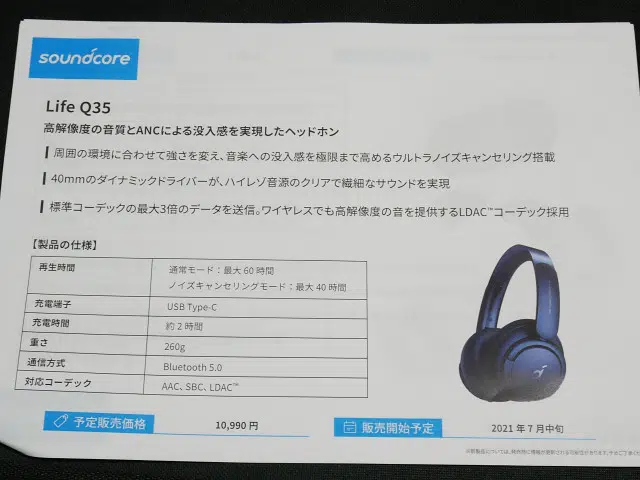 soundcore
Life Q35
高解像度の音質とANCによる没入感を実現したヘッドホン
周囲の環境に合わせて強さを変え、音楽への没入感を極限まで高めるウルトラノイズキャンセリング搭載
40mmのダイナミックドライバーが、ハイレゾ音源のクリアで繊細なサウンドを実現
標準コーデックの最大3倍のデータを送信。ワイヤレスでも高解像度の音を提供するLDAC™コーデック採用
【製品の仕様】
再生時間 通常モード：最大 60 時間
ノイズキャンセリングモード：最大 40 時間
充電端子 USB Type-C
充電時間 約 2 時間
重さ 260g
通信方式 Bluetooth 5.0
対応コーデック AAC、SBC、LDAC™
予定販売価格 10,990 円 販売開始予定 2021 年 7 月中旬